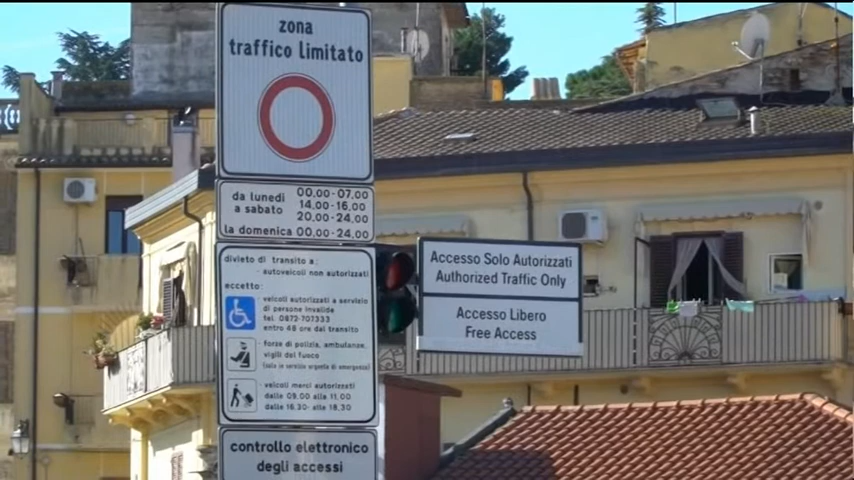 zona
traffico limitato
da lunedi a sabato
00.00-07.00
14.00-16.00
20.00-24.00
la domenica 00.00-24.00
divieto di transito a:
- autoveicoli non autorizzati
eccetto:
veicoli autorizzati a servizio
di persone invalide
tel. 0872-707333
entro 48 ore dal transito
forze di polizia, ambulanze,
vigili del fuoco
(solo in servizio urgente di emergenza)
veicoli merci autorizzati
dalle 09.00 alle 11.00
dalle 16.30- alle 18.30
controllo elettronico
degli accessi
Accesso Solo Autorizzati
Authorized Traffic Only
Accesso Libero
Free Access